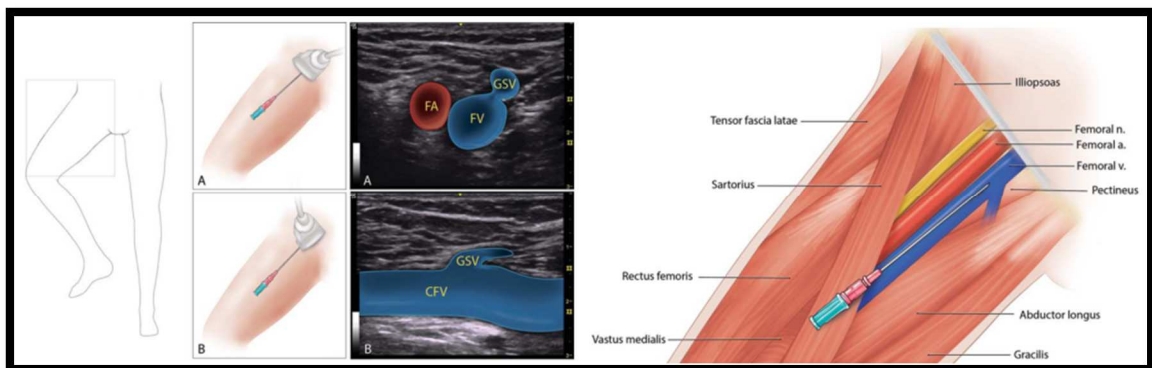 A
A
FA
FV
GSV
B
B
GSV
CFV
Illiopsoas
Tensor fascia latae
Femoral n.
Femoral a.
Femoral v.
Sartorius
Pectineus
Rectus femoris
Abductor longus
Vastus medialis
Gracilis